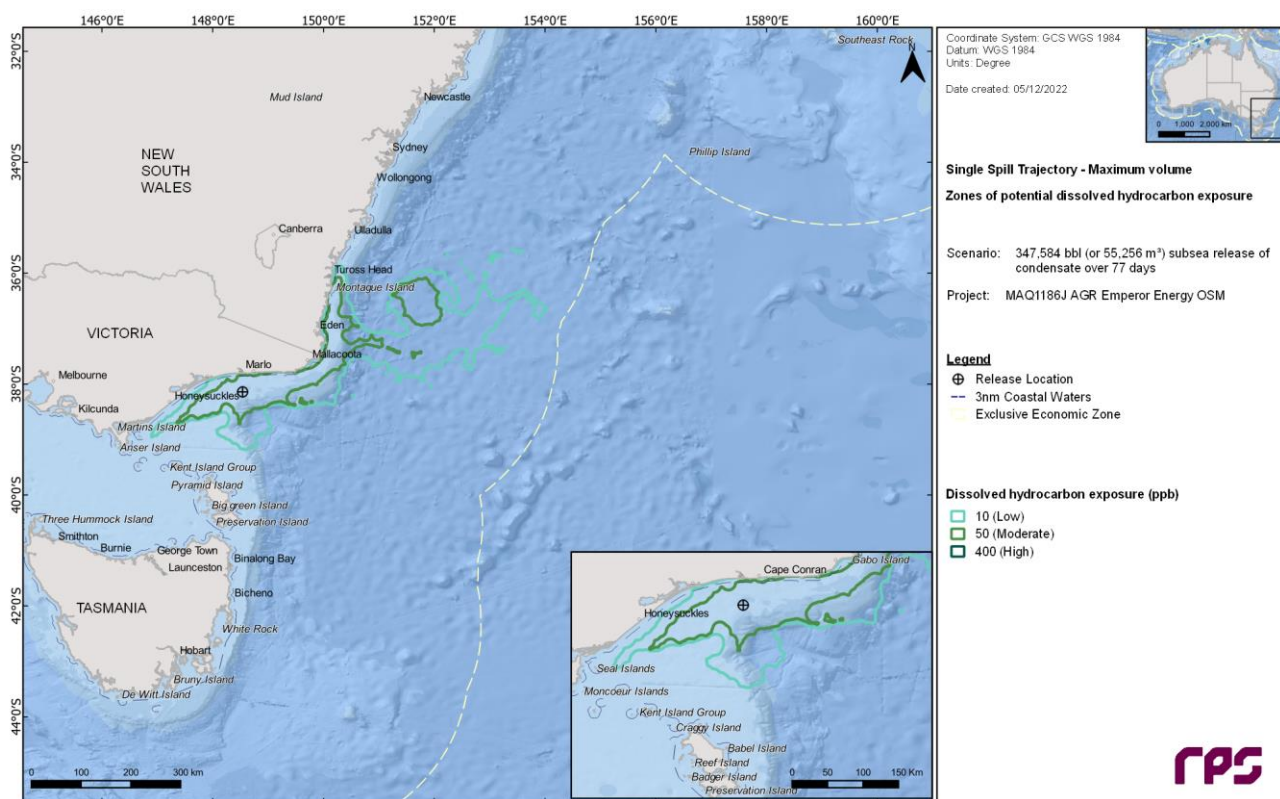 146°0'E 148°0'E 150°0'E 152°0'E 154°0'E 156°0'E 158°0'E 160°0'E
32°0'S
34°0'S
36°0'S
38°0'S
40°0'S
42°0'S
44°0'S
Southeast Rock
N
Mud Island
Newcastle
NEW
SOUTH
WALES
Sydney
Phillip Island
Wollongong
Canberra
Ulladulla
Tuross Head
Montague Island
VICTORIA
Eden
Mallacoota
Marlo
Melbourne
Honeysuckles
Kilcunda
Martins Island
Anser Island
Kent Island Group
Pyramid Island
Big green Island
Preservation Island
Three Hummock Island
Smithton
Burnie
George Town
Launceston
Binalong Bay
TASMANIA
Bicheno
White Rock
Hobart
Bruny Island
De Witt Island
0 100 200 300 Km
Gabo Island
Cape Conran
Honeysuckles
Seal Islands
Moncoeur Islands
Kent Island Group
Craggy Island
Babel Island
Reef Island
Badger Island
Preservation Island
0 50 100 150 Km
Coordinate System: GCS WGS 1984
Datum: WGS 1984
Units: Degree
Date created: 05/12/2022
0 1,000 2,000 km
Single Spill Trajectory - Maximum volume
Zones of potential dissolved hydrocarbon exposure
Scenario: 347,584 bbl (or 55,256 m³) subsea release of
condensate over 77 days
Project: MAQ1186J AGR Emperor Energy OSM
Legend
Release Location
3nm Coastal Waters
Exclusive Economic Zone
Dissolved hydrocarbon exposure (ppb)
10 (Low)
50 (Moderate)
400 (High)
rps